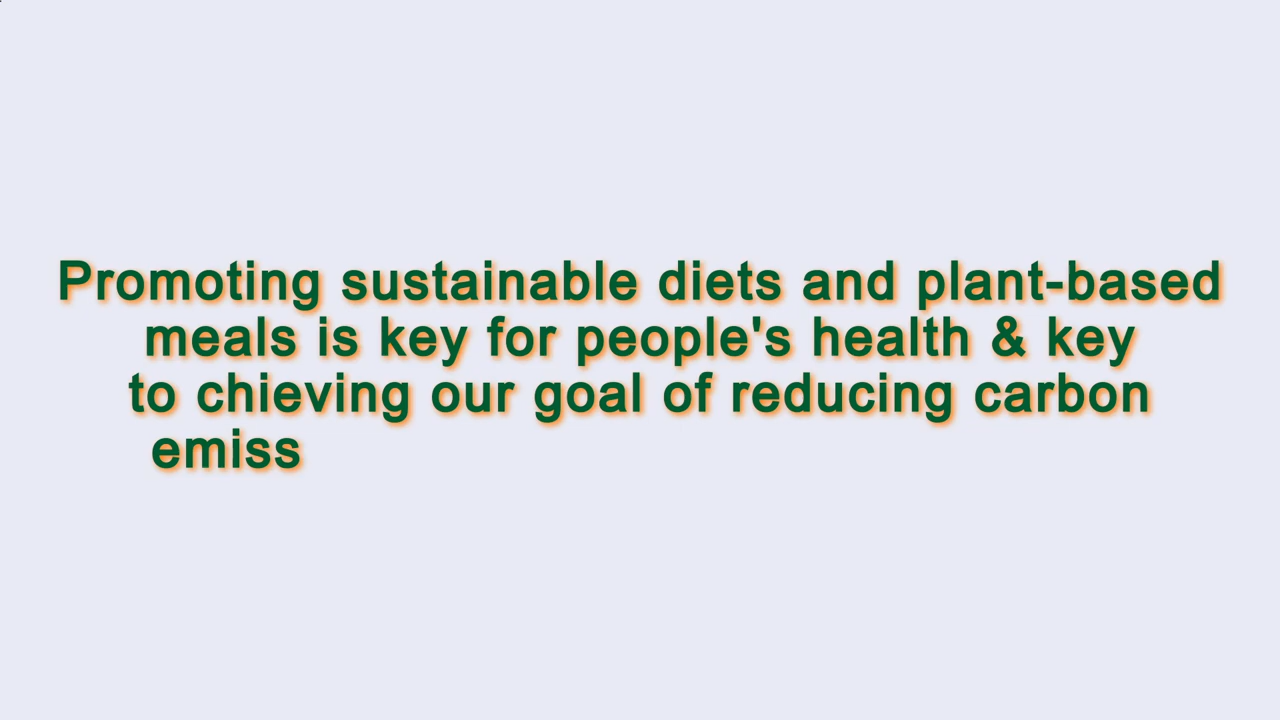 Promoting sustainable diets and plant-based
meals is key for people's health & key
to chieving our goal of reducing carbon
emiss